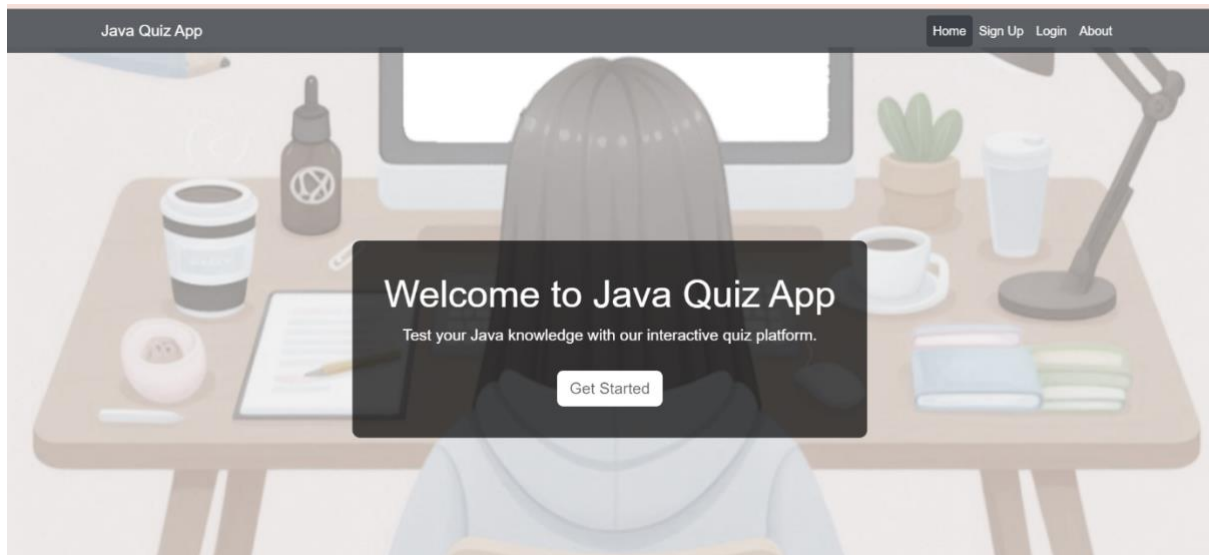 Java Quiz App
Home Sign Up Login About
Welcome to Java Quiz App
Test your Java knowledge with our interactive quiz platform.
Get Started